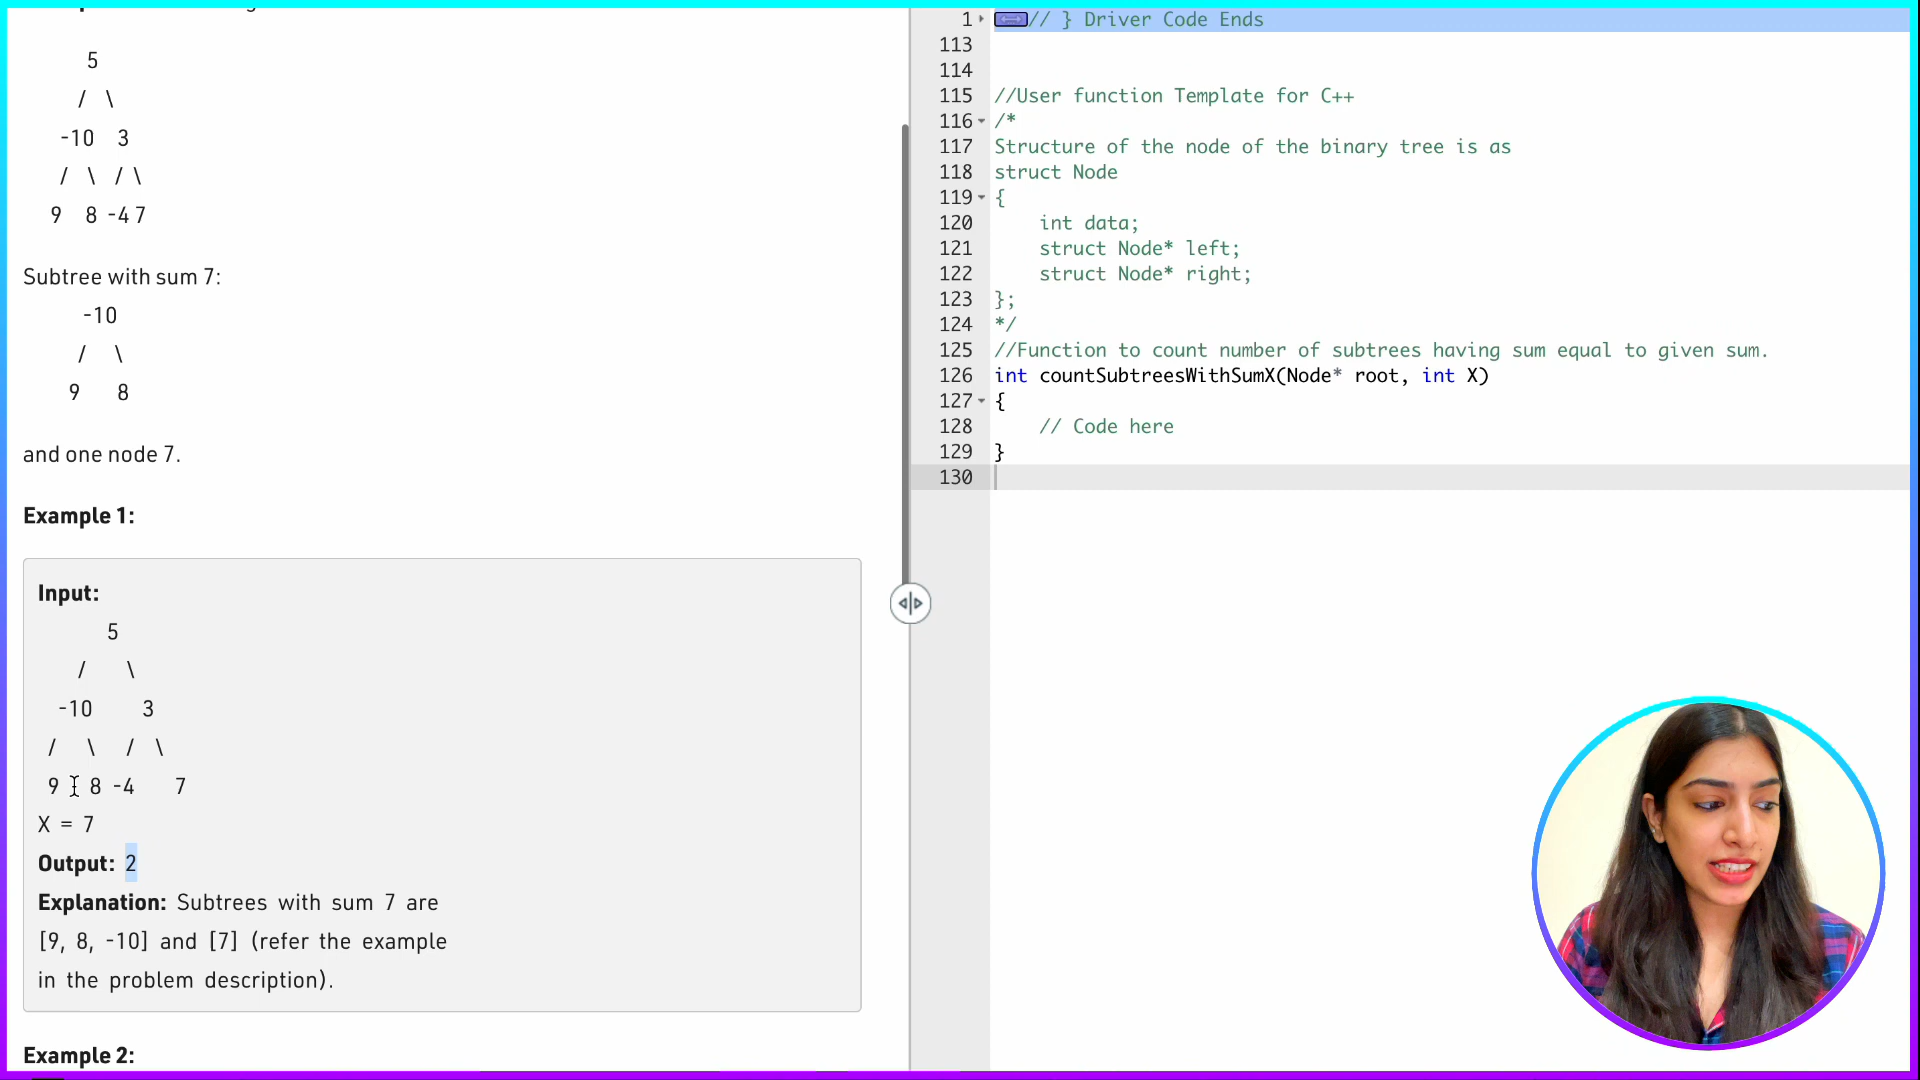 5
/ \
-10 3
/ \ / \
9 8 -4 7
Subtree with sum 7:
-10
/ \
9 8
and one node 7.
Example 1:
Input:
5
/ \
-10 3
/ \ / \
9 8 -4 7
X = 7
Output: 2
Explanation: Subtrees with sum 7 are
[9, 8, -10] and [7] (refer the example
in the problem description).
Example 2:
1 // } Driver Code Ends
113
114
115 //User function Template for C++
116 /*
117 Structure of the node of the binary tree is as
118 struct Node
119 {
120 int data;
121 struct Node* left;
122 struct Node* right;
123 };
124 */
125 //Function to count number of subtrees having sum equal to given sum.
126 int countSubtreesWithSumX(Node* root, int X)
127 {
128 // Code here
129 }
130